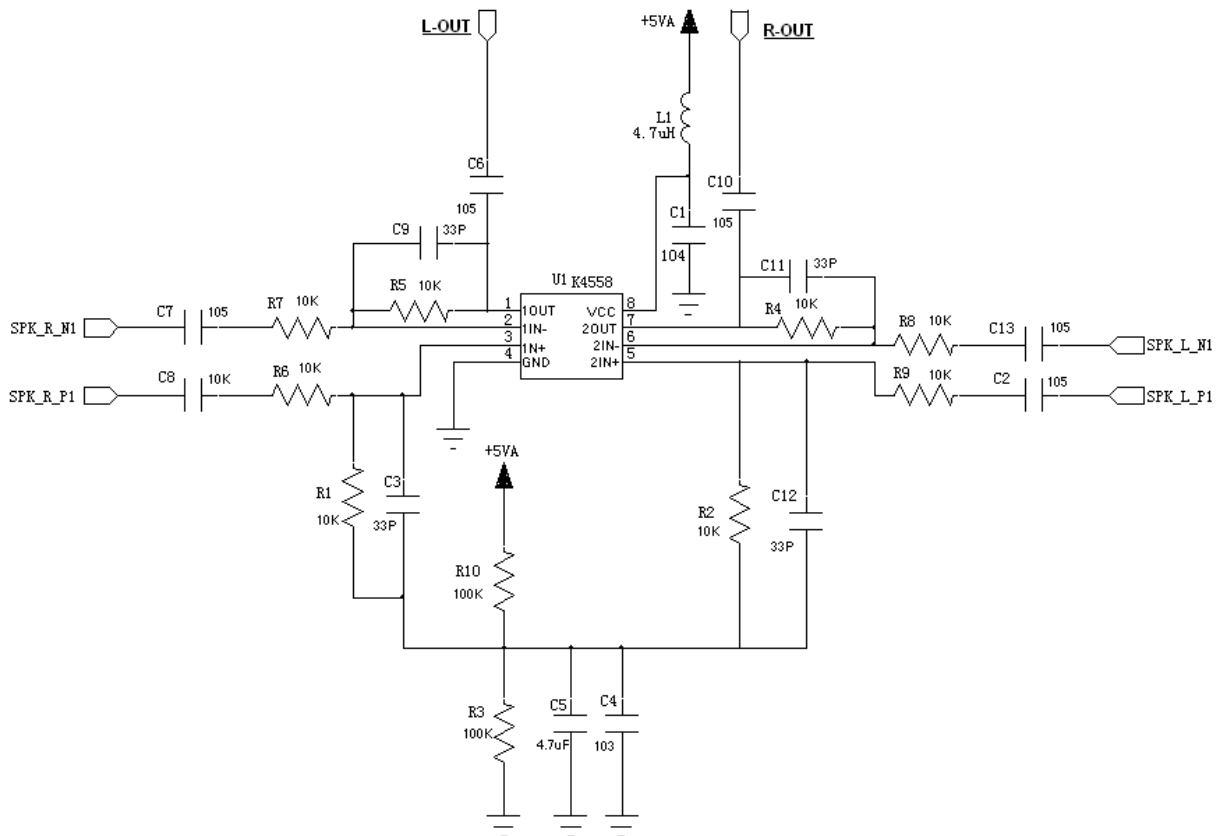 L-OUT
+5VA
R-OUT
L1
4.7uH
C6
105
C10
105
C1
104
C9
33P
C11
33P
U1 K4558
R5 10K
R4
10K
1 1OUT
2 1IN-
3 1N+
4 GND
VCC 8
2OUT 7
2IN- 6
2IN+ 5
SPK_R_N1
C7
105
R7 10K
R8 10K
C13
105
SPK_L_N1
SPK_R_P1
C8
10K
R6
10K
R9
10K
C2
105
SPK_L_P1
+5VA
R1
10K
C3
33P
R2
10K
C12
33P
R10
100K
R3
100K
C5
4.7uF
C4
103